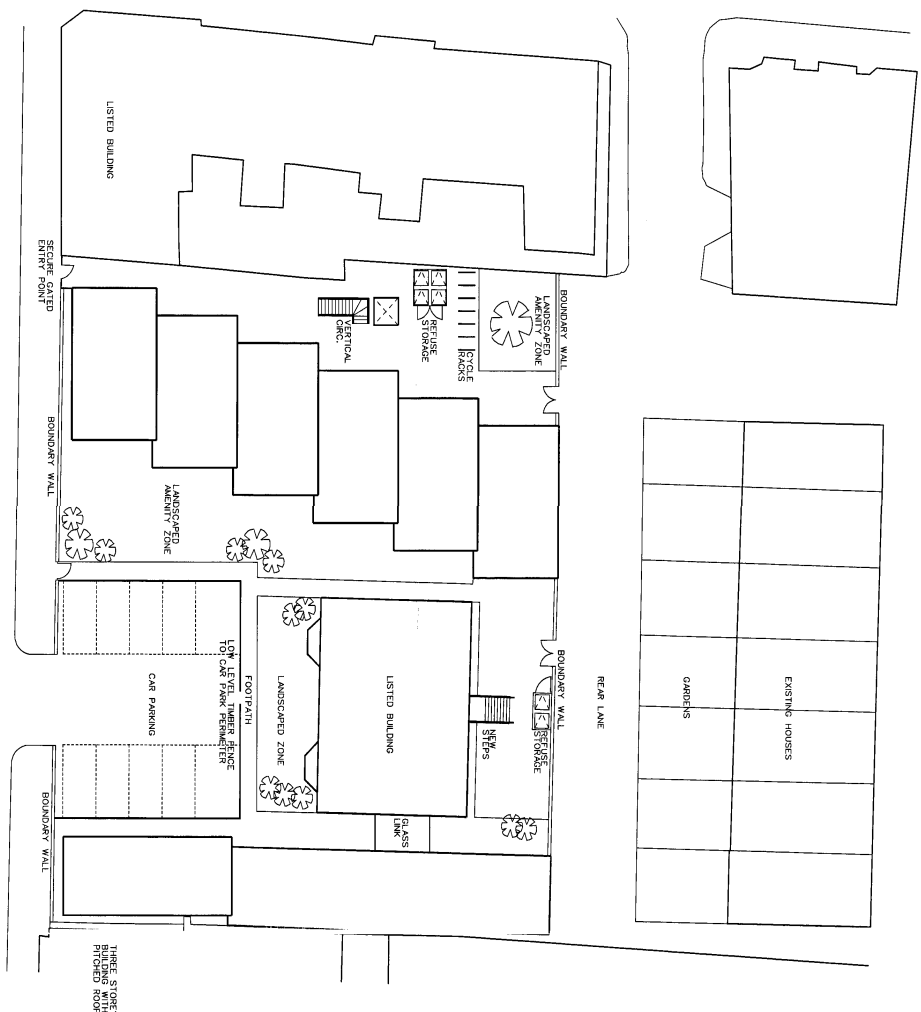 LISTED BUILDING
SECURE GATED
ENTRY POINT
BOUNDARY WALL
LANDSCAPED
AMENITY ZONE
CYCLE
RACKS
REFUSE
STORAGE
VERTICAL
CIRC.
BOUNDARY WALL
LANDSCAPED
AMENITY ZONE
EXISTING HOUSES
GARDENS
REAR LANE
BOUNDARY WALL
REFUSE
STORAGE
NEW
STEPS
LISTED BUILDING
LANDSCAPED ZONE
FOOTPATH
LOW LEVEL TIMBER FENCE
TO CAR PARK PERIMETER
CAR PARKING
GLASS
LINK
BOUNDARY WALL
THREE STOREY
BUILDING WITH
PITCHED ROOF